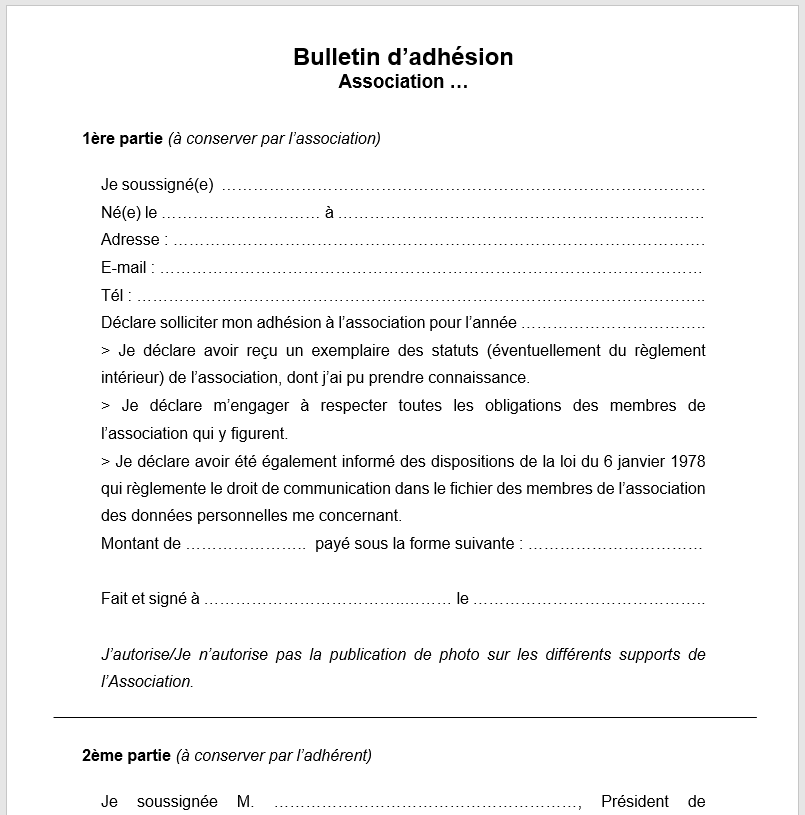 Bulletin d’adhésion
Association …
1ère partie (à conserver par l’association)
Je soussigné(e) ……………………………………………………………………………….
Né(e) le ………………………… à ……………………………………………………………
Adresse : ……………………………………………………………………………………….
E-mail : …………………………………………………………………………………………
Tél : ……………………………………………………………………………………………..
Déclare solliciter mon adhésion à l’association pour l’année ……………………………..
> Je déclare avoir reçu un exemplaire des statuts (éventuellement du règlement
intérieur) de l’association, dont j’ai pu prendre connaissance.
> Je déclare m’engager à respecter toutes les obligations des membres de
l’association qui y figurent.
> Je déclare avoir été également informé des dispositions de la loi du 6 janvier 1978
qui règlemente le droit de communication dans le fichier des membres de l’association
des données personnelles me concernant.
Montant de ………………….. payé sous la forme suivante : ……………………………
Fait et signé à ………………………………..……… le ……………………………………..
J’autorise/Je n’autorise pas la publication de photo sur les différents supports de
l’Association.
2ème partie (à conserver par l’adhérent)
Je soussignée M. …………………………………………………, Président de